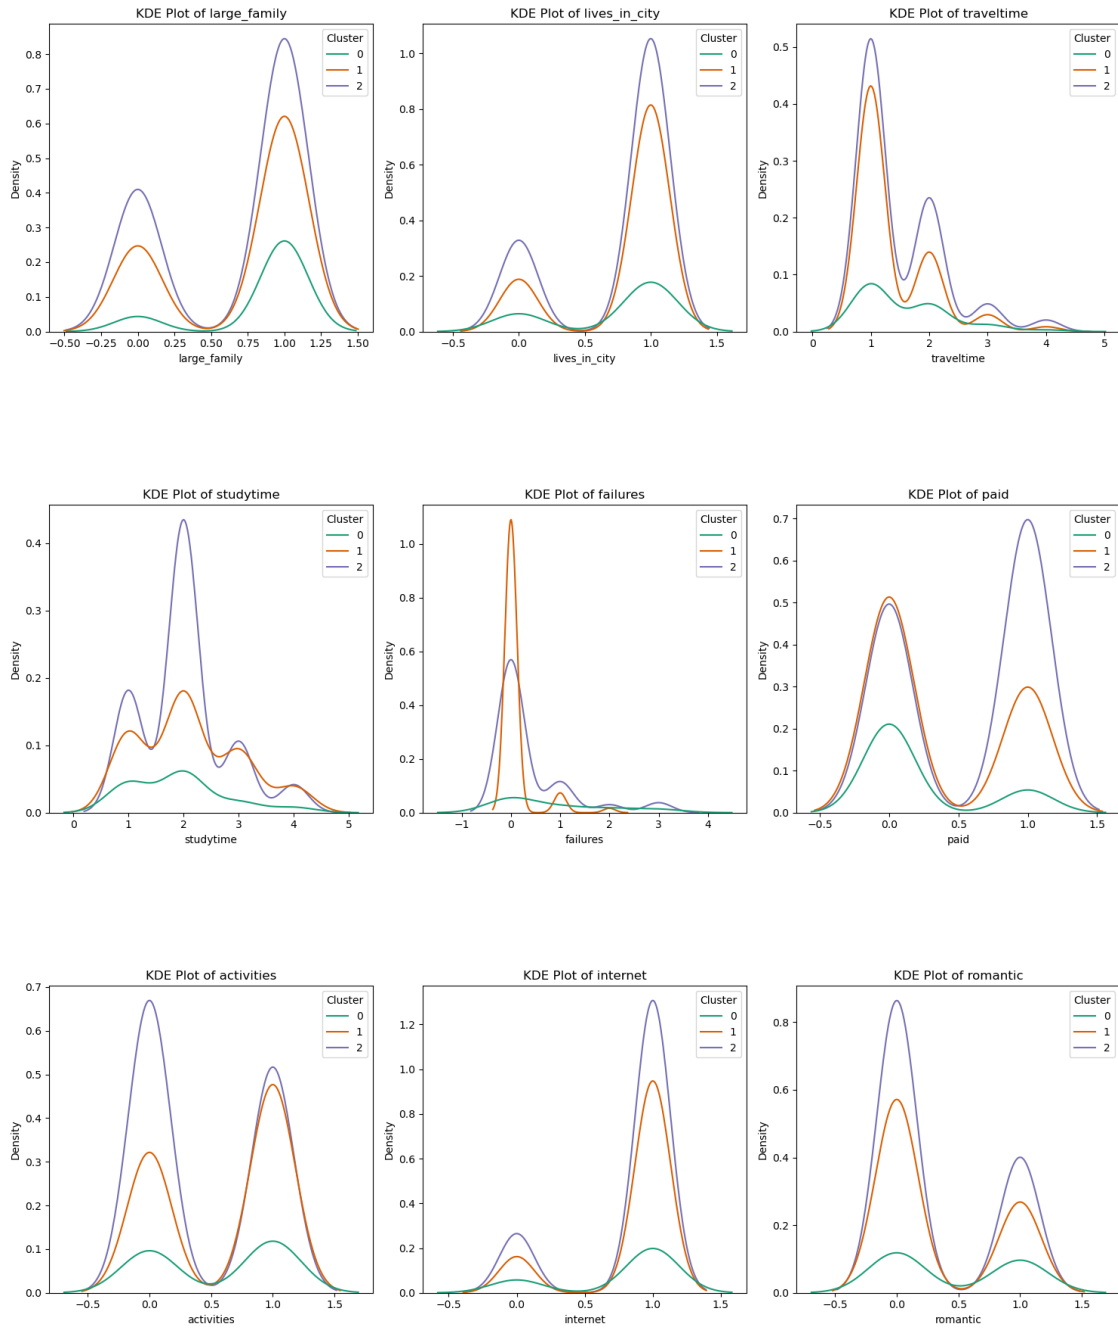 KDE Plot of large_family
Density
0.8
0.7
0.6
0.5
0.4
0.3
0.2
0.1
0.0
−0.50 −0.25 0.00 0.25 0.50 0.75 1.00 1.25 1.50
large_family
Cluster
0
1
2
KDE Plot of lives_in_city
Density
1.0
0.8
0.6
0.4
0.2
0.0
−0.5 0.0 0.5 1.0 1.5
lives_in_city
Cluster
0
1
2
KDE Plot of traveltime
Density
0.5
0.4
0.3
0.2
0.1
0.0
0 1 2 3 4 5
traveltime
Cluster
0
1
2
KDE Plot of studytime
Density
0.4
0.3
0.2
0.1
0.0
0 1 2 3 4 5
studytime
Cluster
0
1
2
KDE Plot of failures
Density
1.0
0.8
0.6
0.4
0.2
0.0
−1 0 1 2 3 4
failures
Cluster
0
1
2
KDE Plot of paid
Density
0.7
0.6
0.5
0.4
0.3
0.2
0.1
0.0
−0.5 0.0 0.5 1.0 1.5
paid
Cluster
0
1
2
KDE Plot of activities
Density
0.7
0.6
0.5
0.4
0.3
0.2
0.1
0.0
−0.5 0.0 0.5 1.0 1.5
activities
Cluster
0
1
2
KDE Plot of internet
Density
1.2
1.0
0.8
0.6
0.4
0.2
0.0
−0.5 0.0 0.5 1.0 1.5
internet
Cluster
0
1
2
KDE Plot of romantic
Density
0.8
0.6
0.4
0.2
0.0
−0.5 0.0 0.5 1.0 1.5
romantic
Cluster
0
1
2